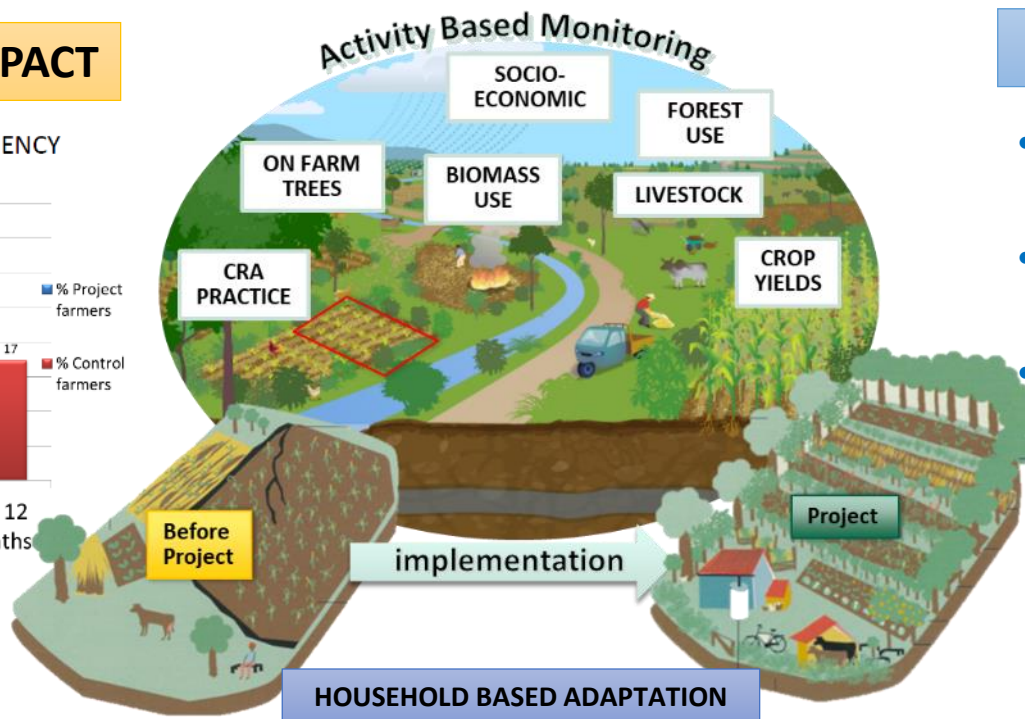 PACT
ENCY
% Project
farmers
17
% Control
farmers
12
ths
Activity Based Monitoring
SOCIO-
ECONOMIC
FOREST
USE
ON FARM
TREES
BIOMASS
USE
LIVESTOCK
CRA
PRACTICE
CROP
YIELDS
Before
Project
implementation
Project
HOUSEHOLD BASED ADAPTATION